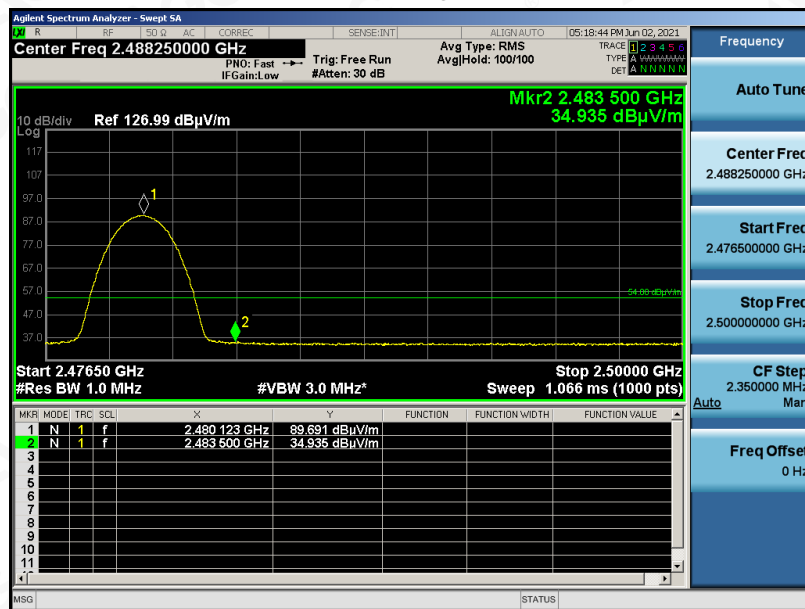 Agilent Spectrum Analyzer - Swept SA
LXI R RF 50 Ω AC CORREC SENSE:INT ALIGN AUTO 05:18:44 PM Jun 02, 2021
Center Freq 2.488250000 GHz
PNO: Fast
IFGain:Low
Trig: Free Run
#Atten: 30 dB
Avg Type: RMS
Avg|Hold: 100/100
TRACE 1 2 3 4 5 6
TYPE A WWWWW
DET A N N N N N
Frequency
Mkr2 2.483 500 GHz
34.935 dBµV/m
10 dB/div Ref 126.99 dBµV/m
Log
117
107
97.0
87.0
77.0
67.0
57.0
47.0
37.0
1
2
54.00 dBµV/m
Start 2.47650 GHz Stop 2.50000 GHz
#Res BW 1.0 MHz #VBW 3.0 MHz* Sweep 1.066 ms (1000 pts)
MKR MODE TRC SCL X Y FUNCTION FUNCTION WIDTH FUNCTION VALUE
1 N 1 f 2.480 123 GHz 89.691 dBµV/m
2 N 1 f 2.483 500 GHz 34.935 dBµV/m
3
4
5
6
7
8
9
10
11
MSG STATUS
Auto Tune
Center Freq
2.488250000 GHz
Start Freq
2.476500000 GHz
Stop Freq
2.500000000 GHz
CF Step
2.350000 MHz
Auto Man
Freq Offset
0 Hz